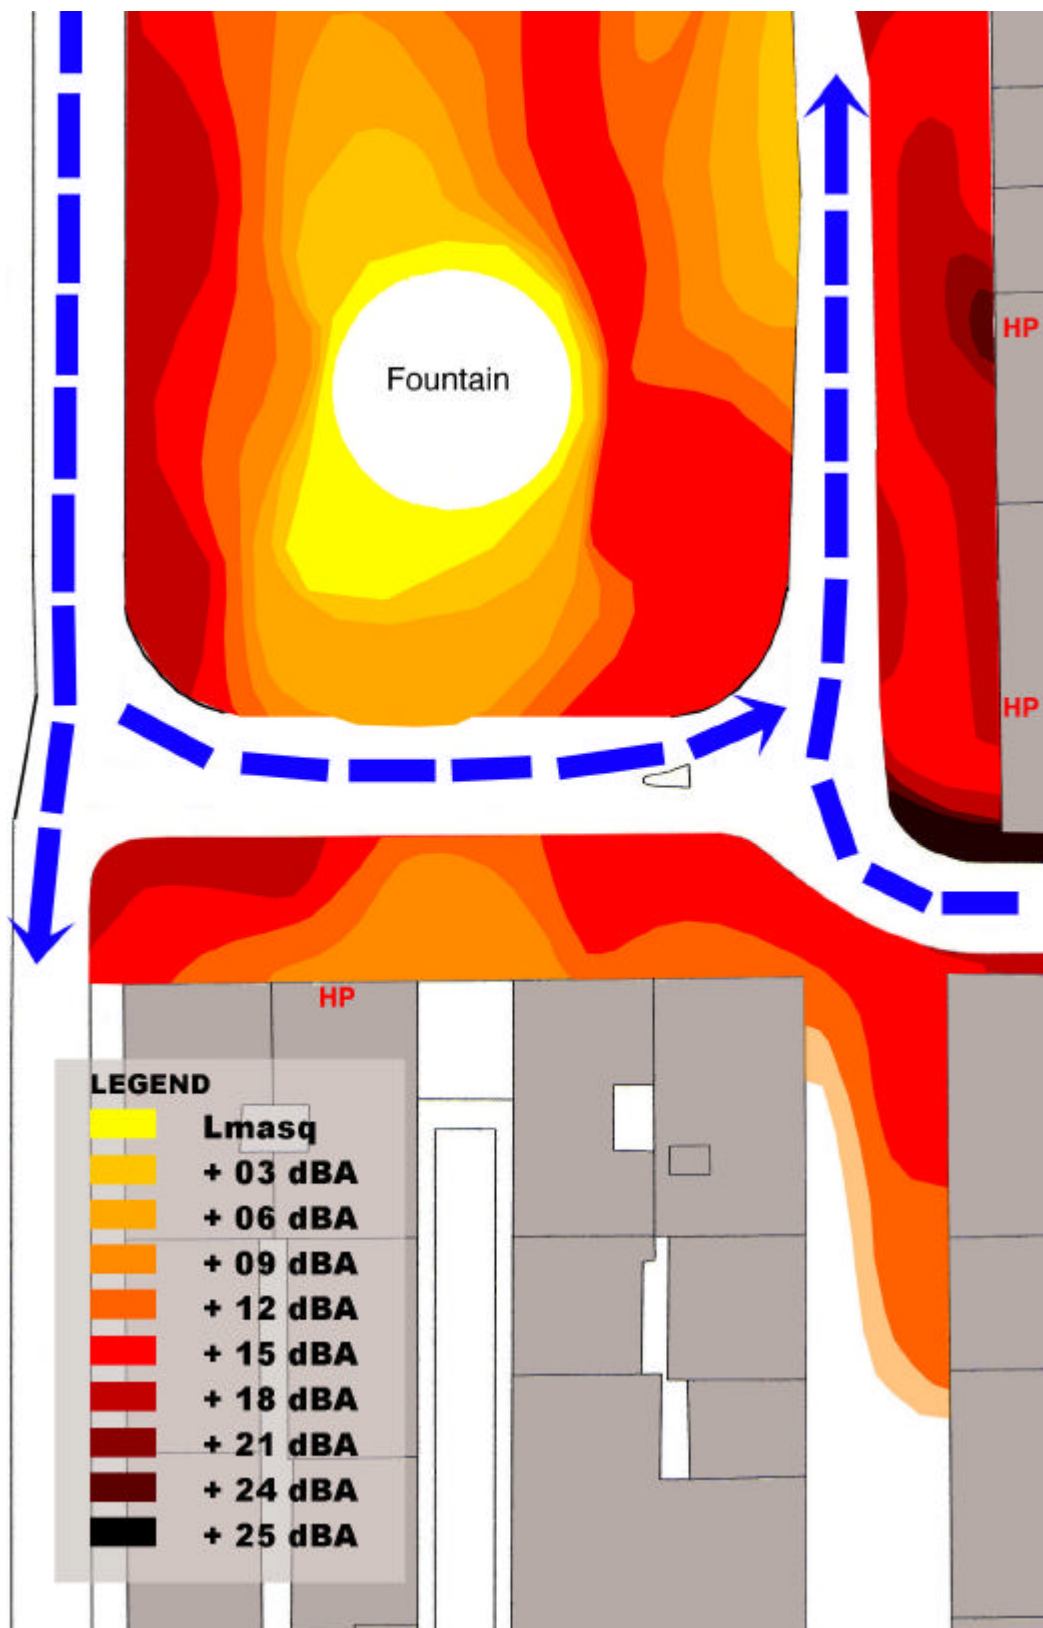 HP
Fountain
HP
HP
LEGEND
Lmasq
+ 03 dBA
+ 06 dBA
+ 09 dBA
+ 12 dBA
+ 15 dBA
+ 18 dBA
+ 21 dBA
+ 24 dBA
+ 25 dBA